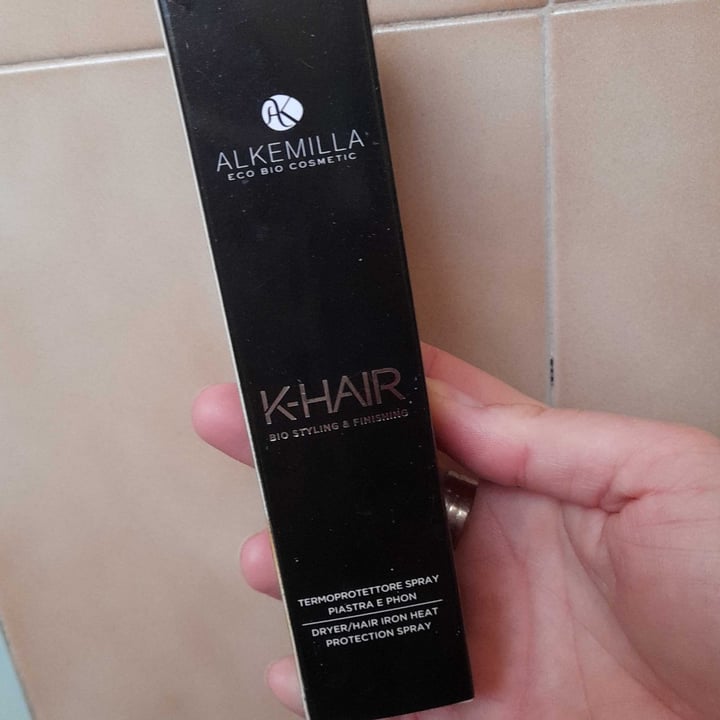 AK
ALKEMILLA
ECO BIO COSMETIC
K-HAIR
BIO STYLING & FINISHING
TERMOPROTETTORE SPRAY
PIASTRA E PHON
DRYER/HAIR IRON HEAT
PROTECTION SPRAY